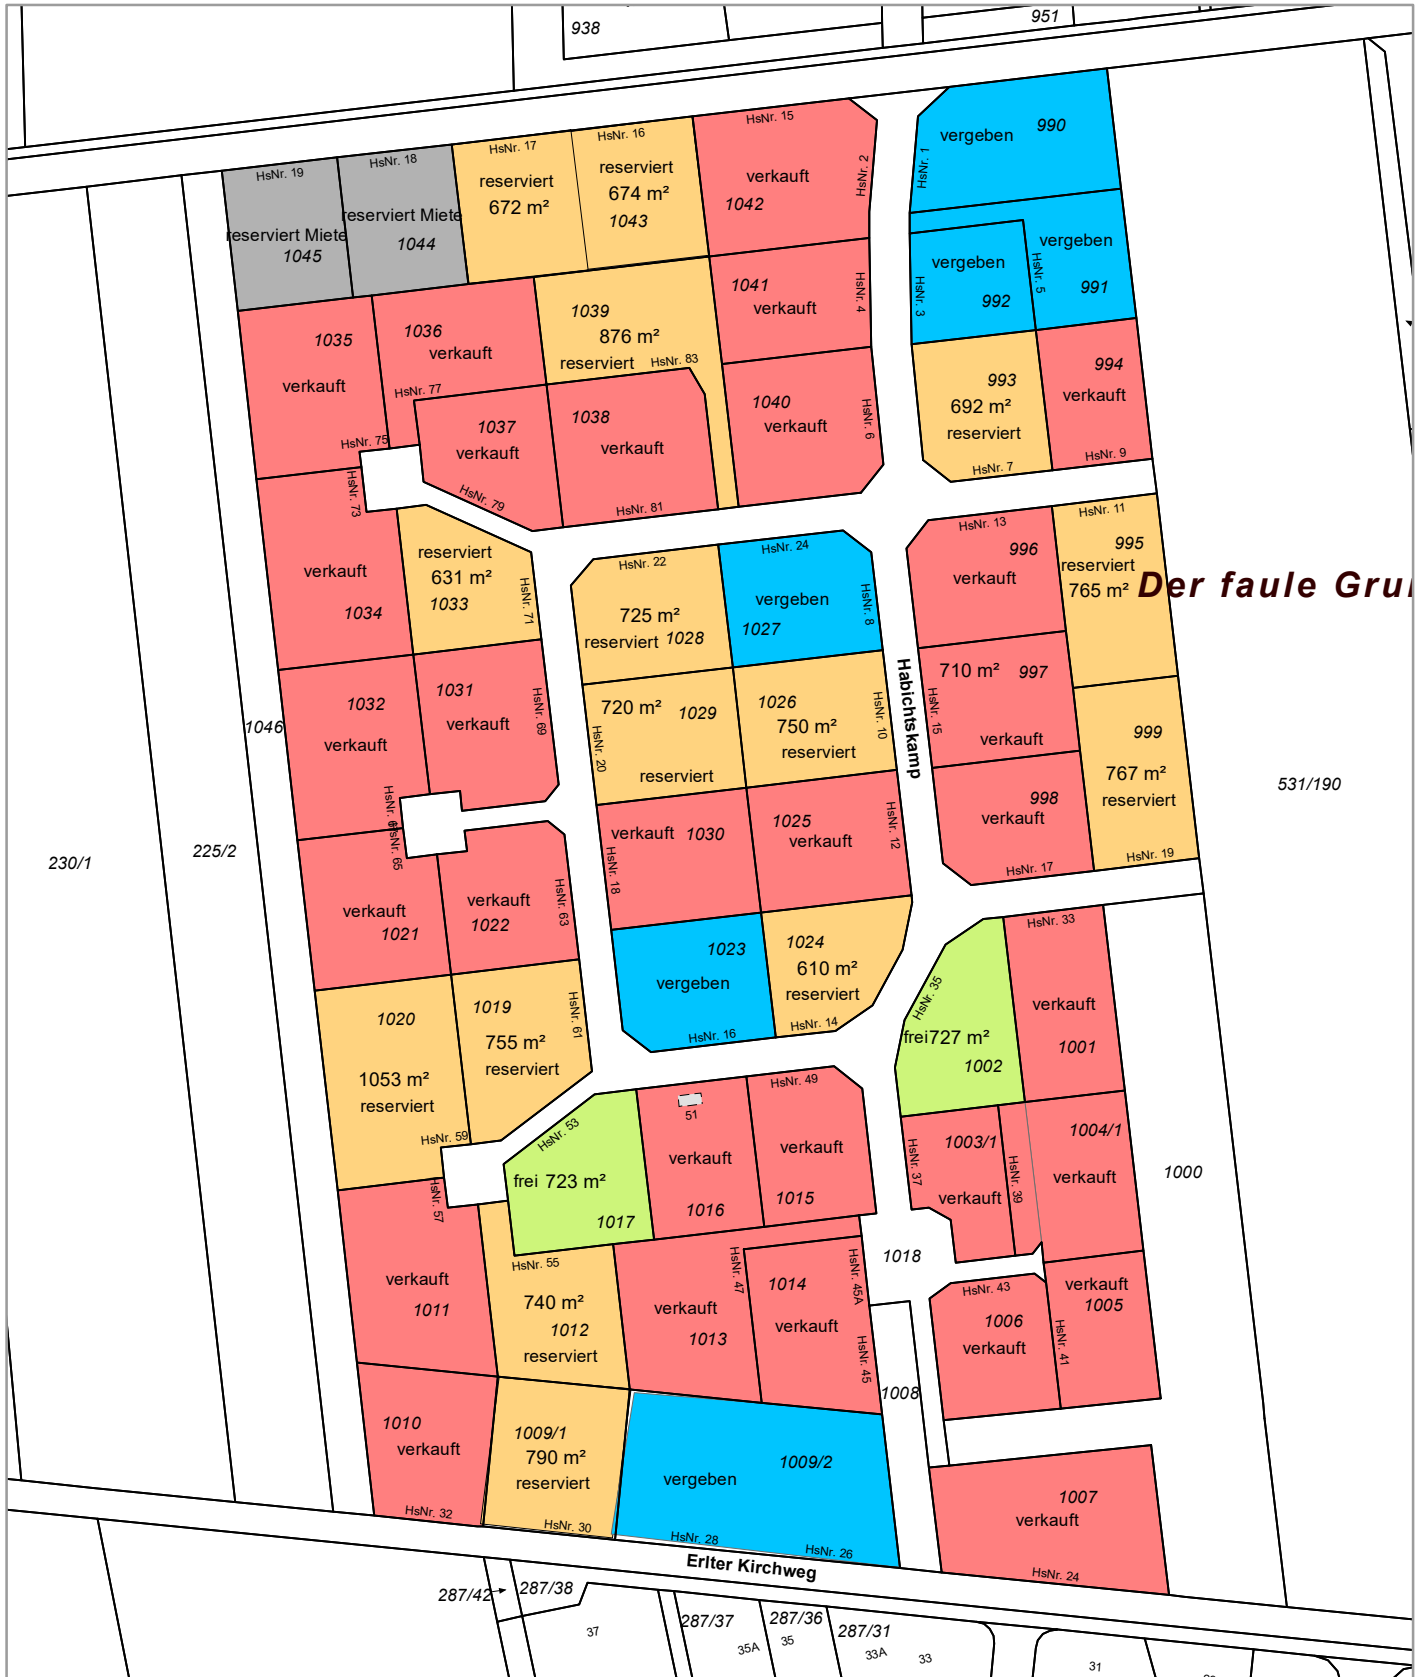 938
951
HsNr. 19
HsNr. 18
HsNr. 17
HsNr. 16
HsNr. 15
reserviert Miete
1045
reserviert Miete
1044
reserviert
672 m²
reserviert
674 m²
1043
verkauft
1042
HsNr. 2
HsNr. 1
vergeben
990
vergeben
991
HsNr. 5
vergeben
992
HsNr. 3
1035
verkauft
HsNr. 75
1036
verkauft
HsNr. 77
1039
876 m²
reserviert
HsNr. 83
1041
verkauft
HsNr. 4
1037
verkauft
HsNr. 79
1038
verkauft
HsNr. 81
1040
verkauft
HsNr. 6
993
692 m²
reserviert
HsNr. 7
994
verkauft
HsNr. 9
HsNr. 73
verkauft
1034
reserviert
631 m²
1033
HsNr. 71
HsNr. 22
725 m²
reserviert
1028
HsNr. 24
vergeben
1027
HsNr. 8
HsNr. 13
996
verkauft
HsNr. 11
995
reserviert
765 m²
Der faule Gru
1032
verkauft
1031
verkauft
HsNr. 69
720 m²
1029
reserviert
HsNr. 20
1026
750 m²
reserviert
HsNr. 10
Habichtskamp
710 m²
997
verkauft
HsNr. 15
999
767 m²
reserviert
HsNr. 19
1046
230/1
225/2
531/190
HsNr. 65
verkauft
1021
verkauft
1022
HsNr. 63
verkauft
1030
HsNr. 18
1025
verkauft
HsNr. 12
998
verkauft
HsNr. 17
1020
1053 m²
reserviert
HsNr. 59
1019
755 m²
reserviert
HsNr. 61
1023
vergeben
HsNr. 16
1024
610 m²
reserviert
HsNr. 14
HsNr. 35
frei
727 m²
1002
HsNr. 33
verkauft
1001
HsNr. 53
frei
723 m²
1017
51
verkauft
1016
HsNr. 49
verkauft
1015
HsNr. 37
1003/1
verkauft
HsNr. 39
1004/1
verkauft
1000
HsNr. 57
verkauft
1011
HsNr. 55
740 m²
1012
reserviert
verkauft
1013
HsNr. 47
1014
verkauft
HsNr. 45A
HsNr. 45
1018
1008
HsNr. 43
1006
verkauft
HsNr. 41
verkauft
1005
1010
verkauft
HsNr. 32
1009/1
790 m²
reserviert
HsNr. 30
vergeben
1009/2
HsNr. 28
HsNr. 26
1007
verkauft
HsNr. 24
Erlter Kirchweg
287/42
287/38
287/37
287/36
287/31
37
35A
35
33A
33
31